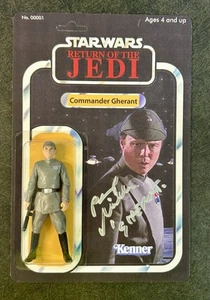 No. 00001
Ages 4 and up
STAR WARS
RETURN OF THE
JEDI
Commander Gherant
Kenner